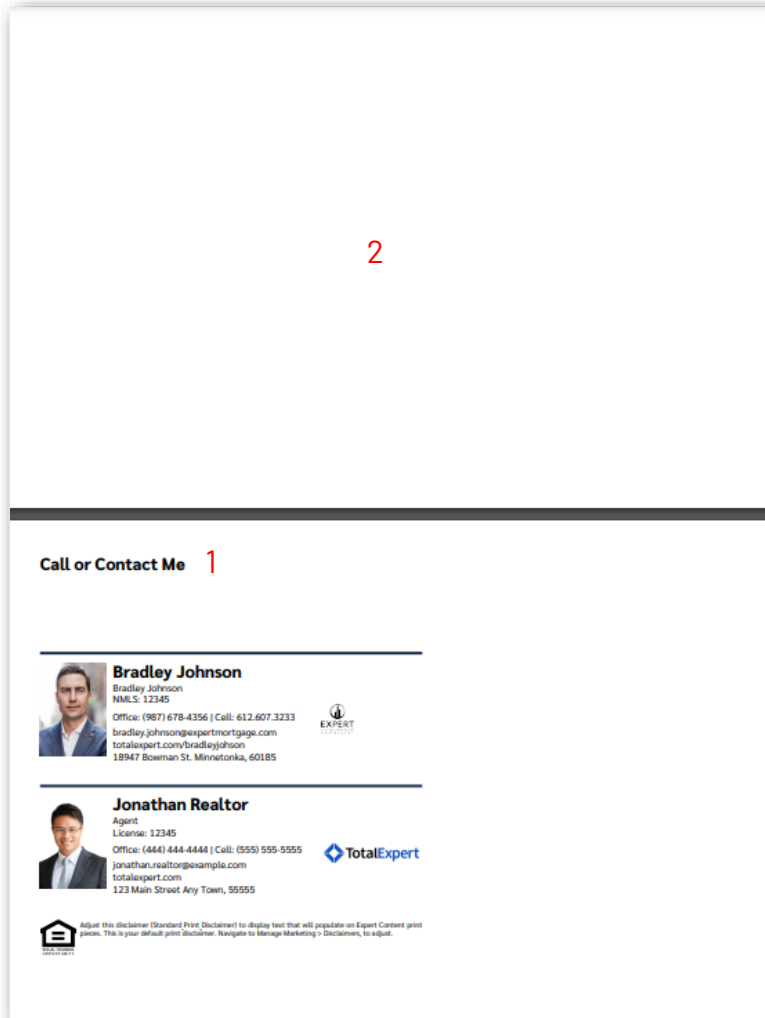 2
Call or Contact Me 1
Bradley Johnson
Bradley Johnson
NMLS: 12345
Office: (987) 678-4356 | Cell: 612.607.3233
bradley.johnson@expertmortgage.com
totalexpert.com/bradleyjohson
18947 Bowman St. Minnetonka, 60185
EXPERT
CONTENT
Jonathan Realtor
Agent
License: 12345
Office: (444) 444-4444 | Cell: (555) 555-5555
jonathan.realtor@example.com
totalexpert.com
123 Main Street Any Town, 55555
TotalExpert
Adjust this disclaimer (Standard Print Disclaimer) to display text that will populate on Expert Content print
pieces. This is your default print disclaimer. Navigate to Manage Marketing > Disclaimers, to adjust.
EQUAL HOUSING
OPPORTUNITY